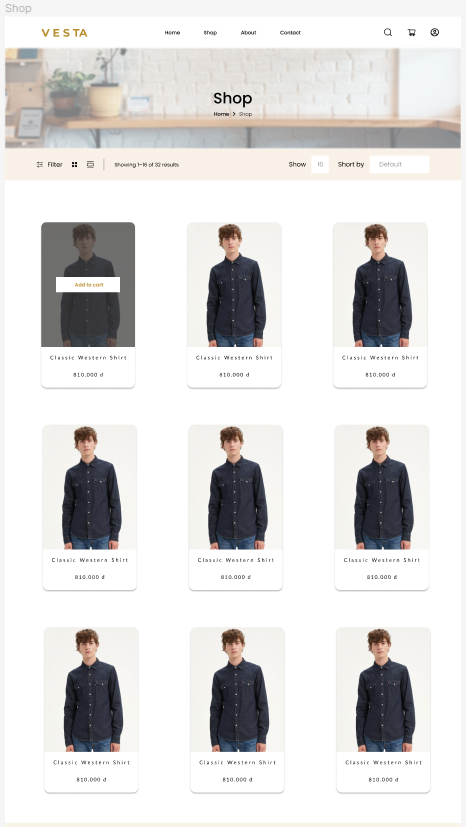 Shop
VESTA
Home Shop About Contact
Shop
Home > Shop
Filter
Showing 1–16 of 32 results
Show 16 Short by Default
Add to cart
Classic Western Shirt Classic Western Shirt Classic Western Shirt
810.000 đ 810.000 đ 810.000 đ
Classic Western Shirt Classic Western Shirt Classic Western Shirt
810.000 đ 810.000 đ 810.000 đ
Classic Western Shirt Classic Western Shirt Classic Western Shirt
810.000 đ 810.000 đ 810.000 đ